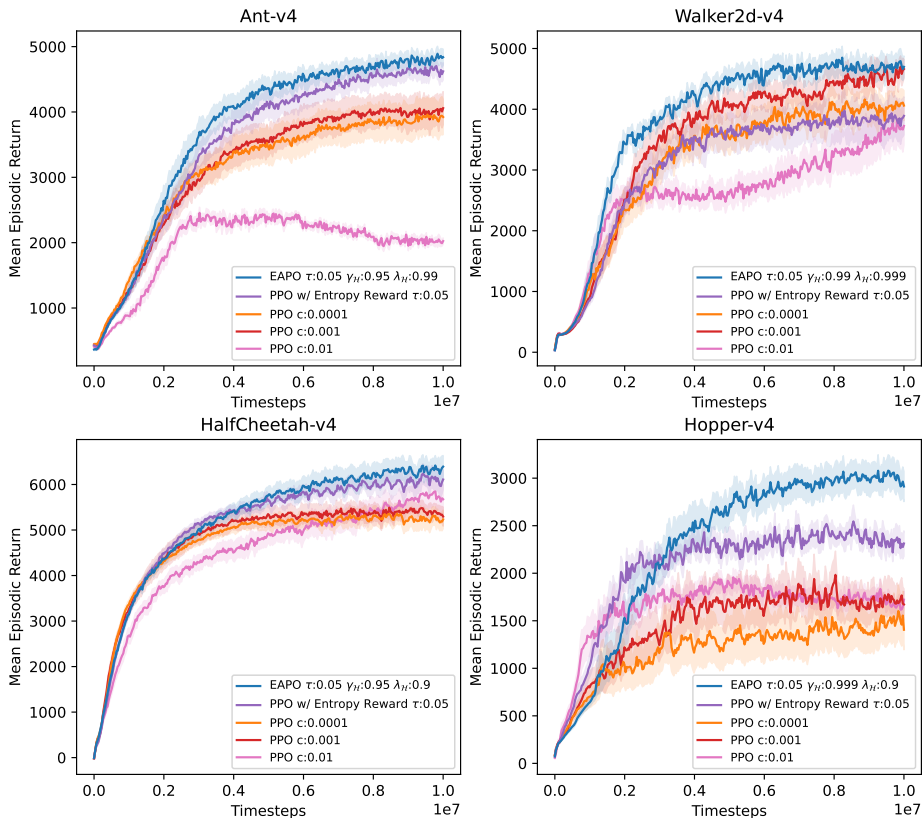 Ant-v4
Mean Episodic Return
5000
4000
3000
2000
1000
EAPO τ:0.05 γ_ℋ:0.95 λ_ℋ:0.99
PPO w/ Entropy Reward τ:0.05
PPO c:0.0001
PPO c:0.001
PPO c:0.01
0.0 0.2 0.4 0.6 0.8 1.0
Timesteps
1e7
Walker2d-v4
Mean Episodic Return
5000
4000
3000
2000
1000
0
EAPO τ:0.05 γ_ℋ:0.99 λ_ℋ:0.999
PPO w/ Entropy Reward τ:0.05
PPO c:0.0001
PPO c:0.001
PPO c:0.01
0.0 0.2 0.4 0.6 0.8 1.0
Timesteps
1e7
HalfCheetah-v4
Mean Episodic Return
6000
5000
4000
3000
2000
1000
0
EAPO τ:0.05 γ_ℋ:0.95 λ_ℋ:0.9
PPO w/ Entropy Reward τ:0.05
PPO c:0.0001
PPO c:0.001
PPO c:0.01
0.0 0.2 0.4 0.6 0.8 1.0
Timesteps
1e7
Hopper-v4
Mean Episodic Return
3000
2500
2000
1500
1000
500
0
EAPO τ:0.05 γ_ℋ:0.999 λ_ℋ:0.9
PPO w/ Entropy Reward τ:0.05
PPO c:0.0001
PPO c:0.001
PPO c:0.01
0.0 0.2 0.4 0.6 0.8 1.0
Timesteps
1e7